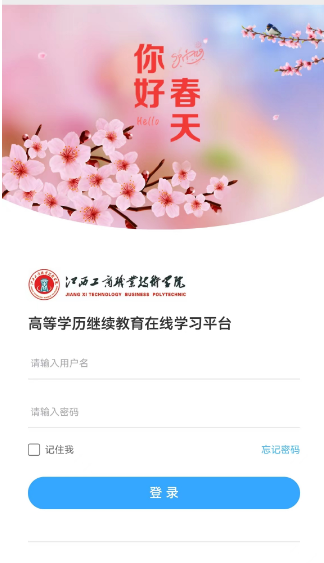 你好
春天
Spring
Hello
江西工商职业技术学院
JIANG XI TECHNOLOGY BUSINESS POLYTECHNIC
高等学历继续教育在线学习平台
请输入用户名
请输入密码
记住我
忘记密码
登 录